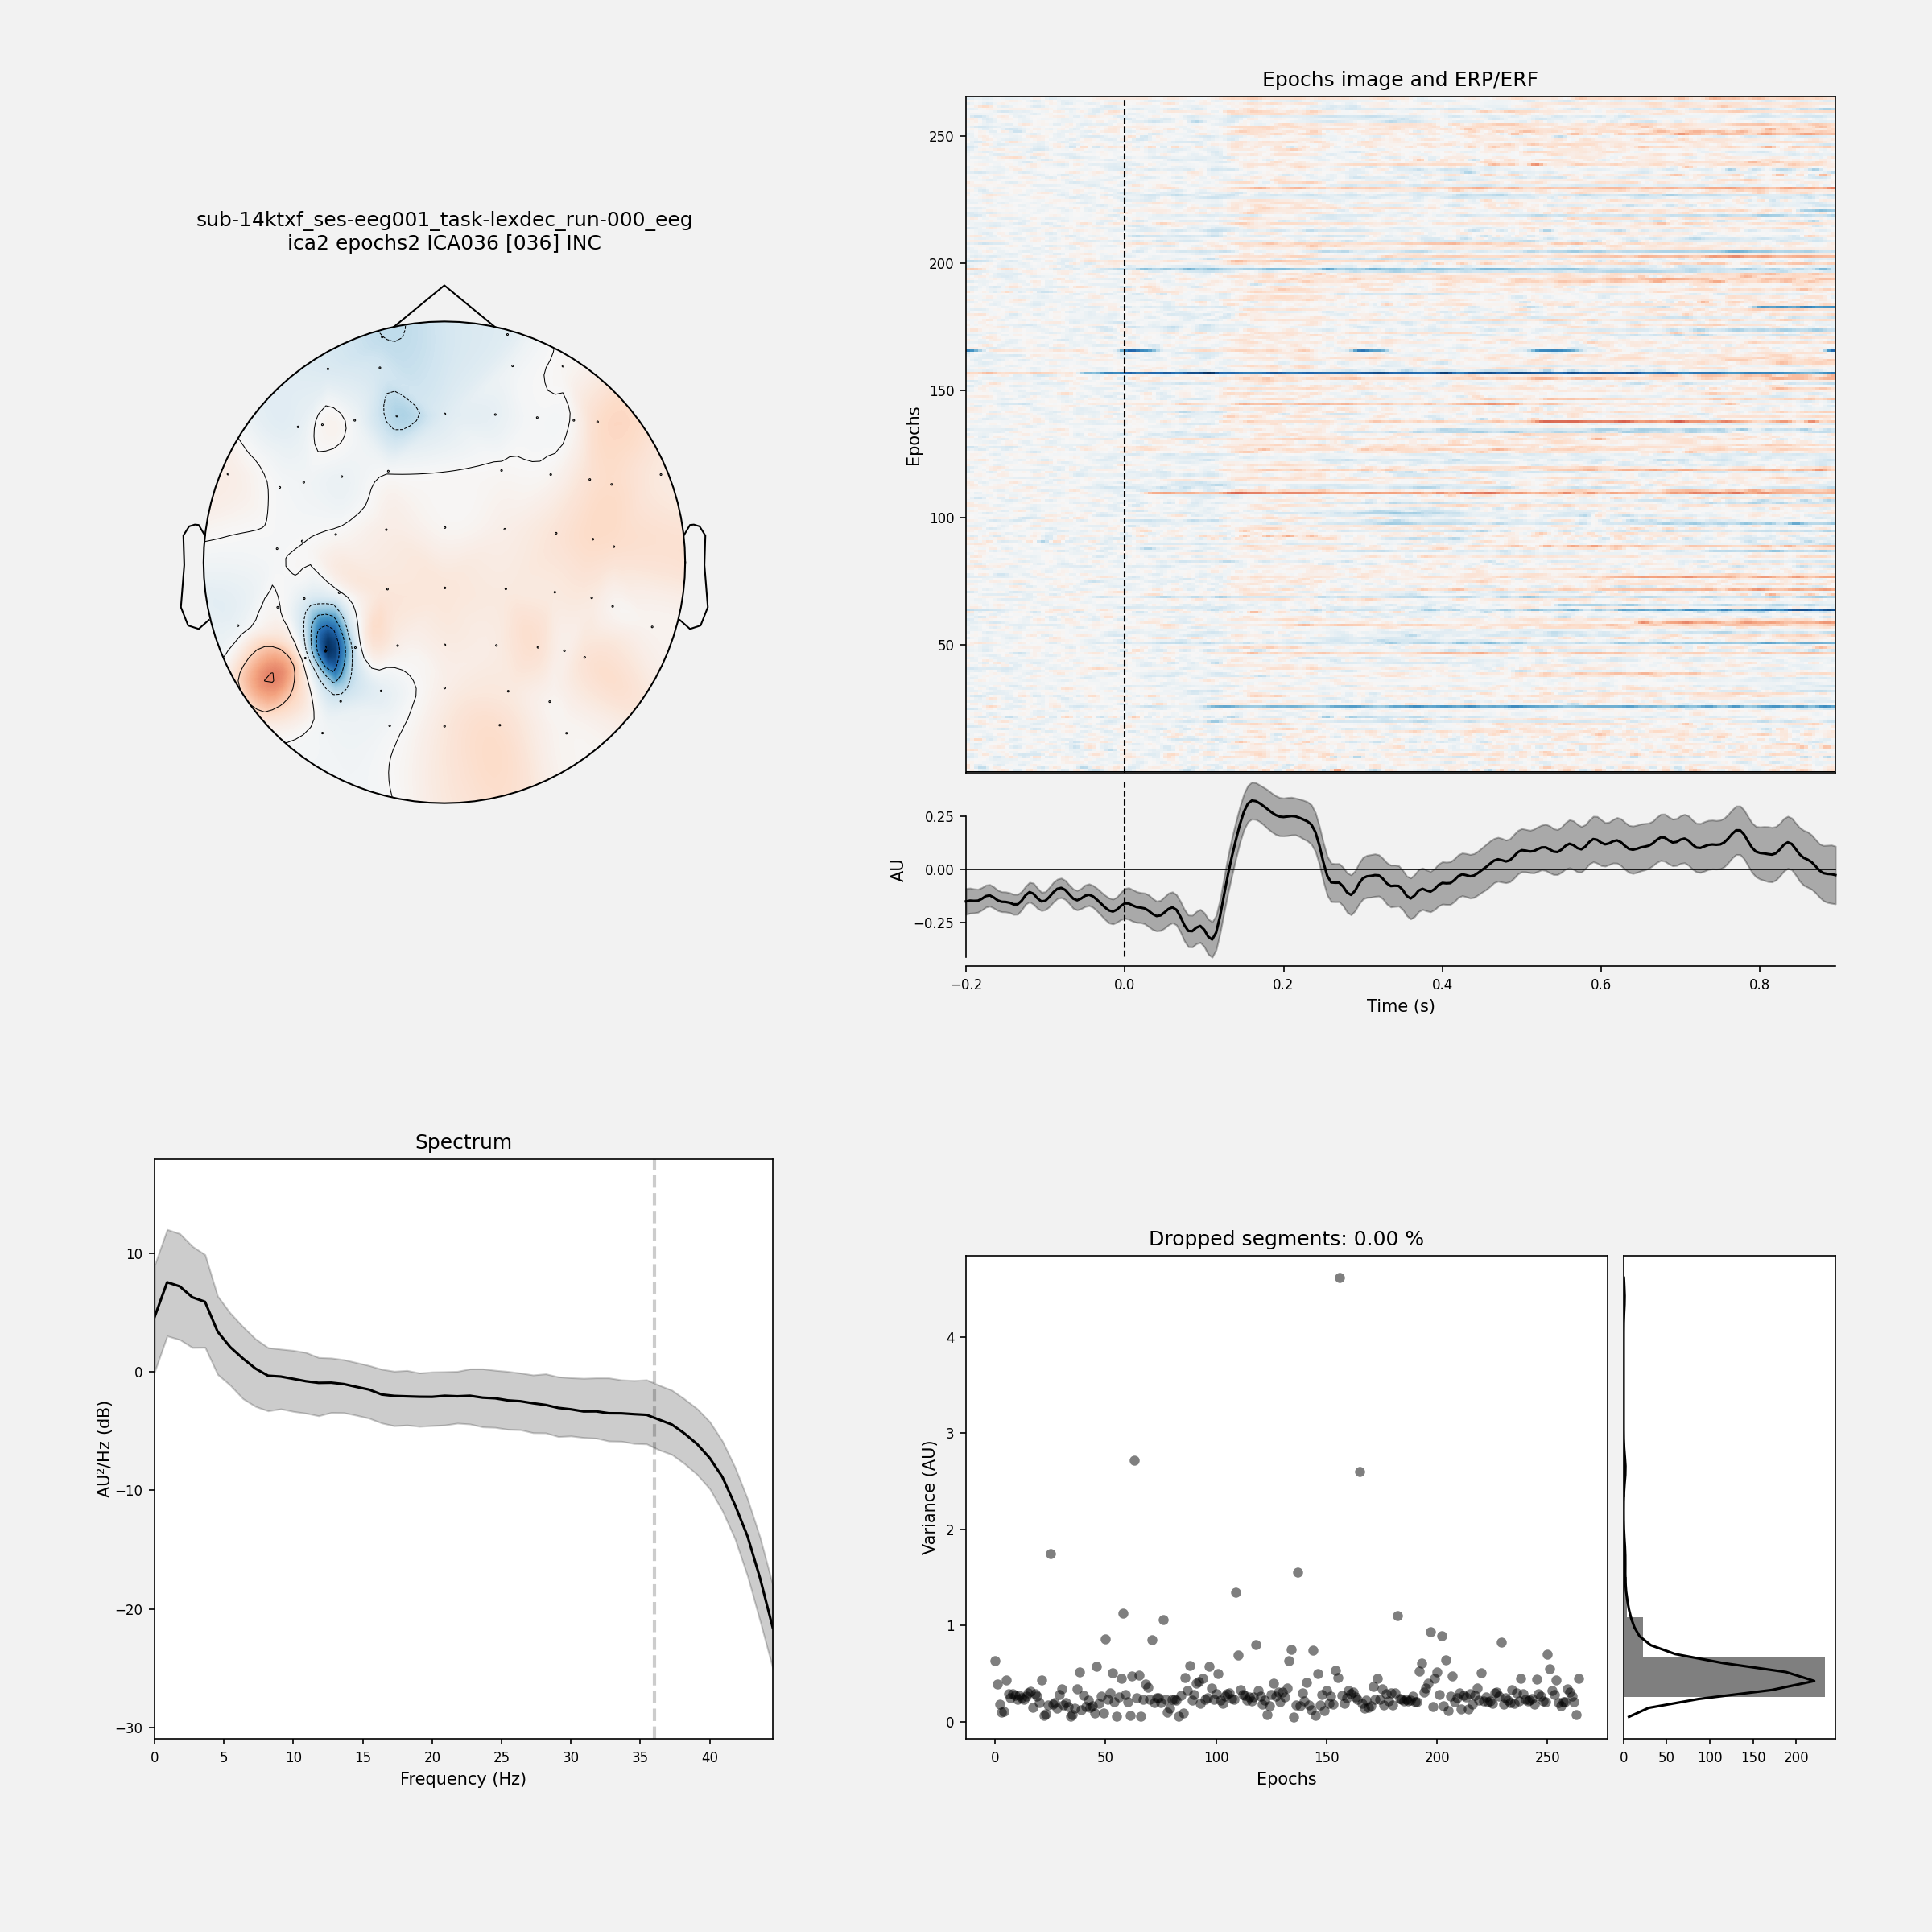 sub-14ktxf_ses-eeg001_task-lexdec_run-000_eeg
ica2 epochs2 ICA036 [036] INC
Epochs image and ERP/ERF
Epochs
250
200
150
100
50
AU
0.25
0.00
−0.25
−0.2 0.0 0.2 0.4 0.6 0.8
Time (s)
Spectrum
AU²/Hz (dB)
10
0
−10
−20
−30
0 5 10 15 20 25 30 35 40
Frequency (Hz)
Dropped segments: 0.00 %
Variance (AU)
4
3
2
1
0
0 50 100 150 200 250
Epochs
0 50 100 150 200